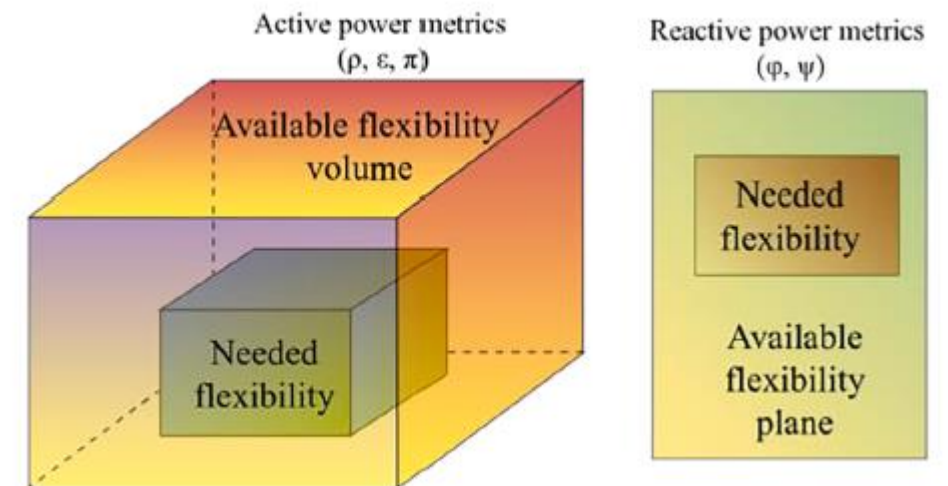 Active power metrics
(ρ, ε, π)
Available flexibility
volume
Needed
flexibility
Reactive power metrics
(φ, ψ)
Needed
flexibility
Available
flexibility
plane